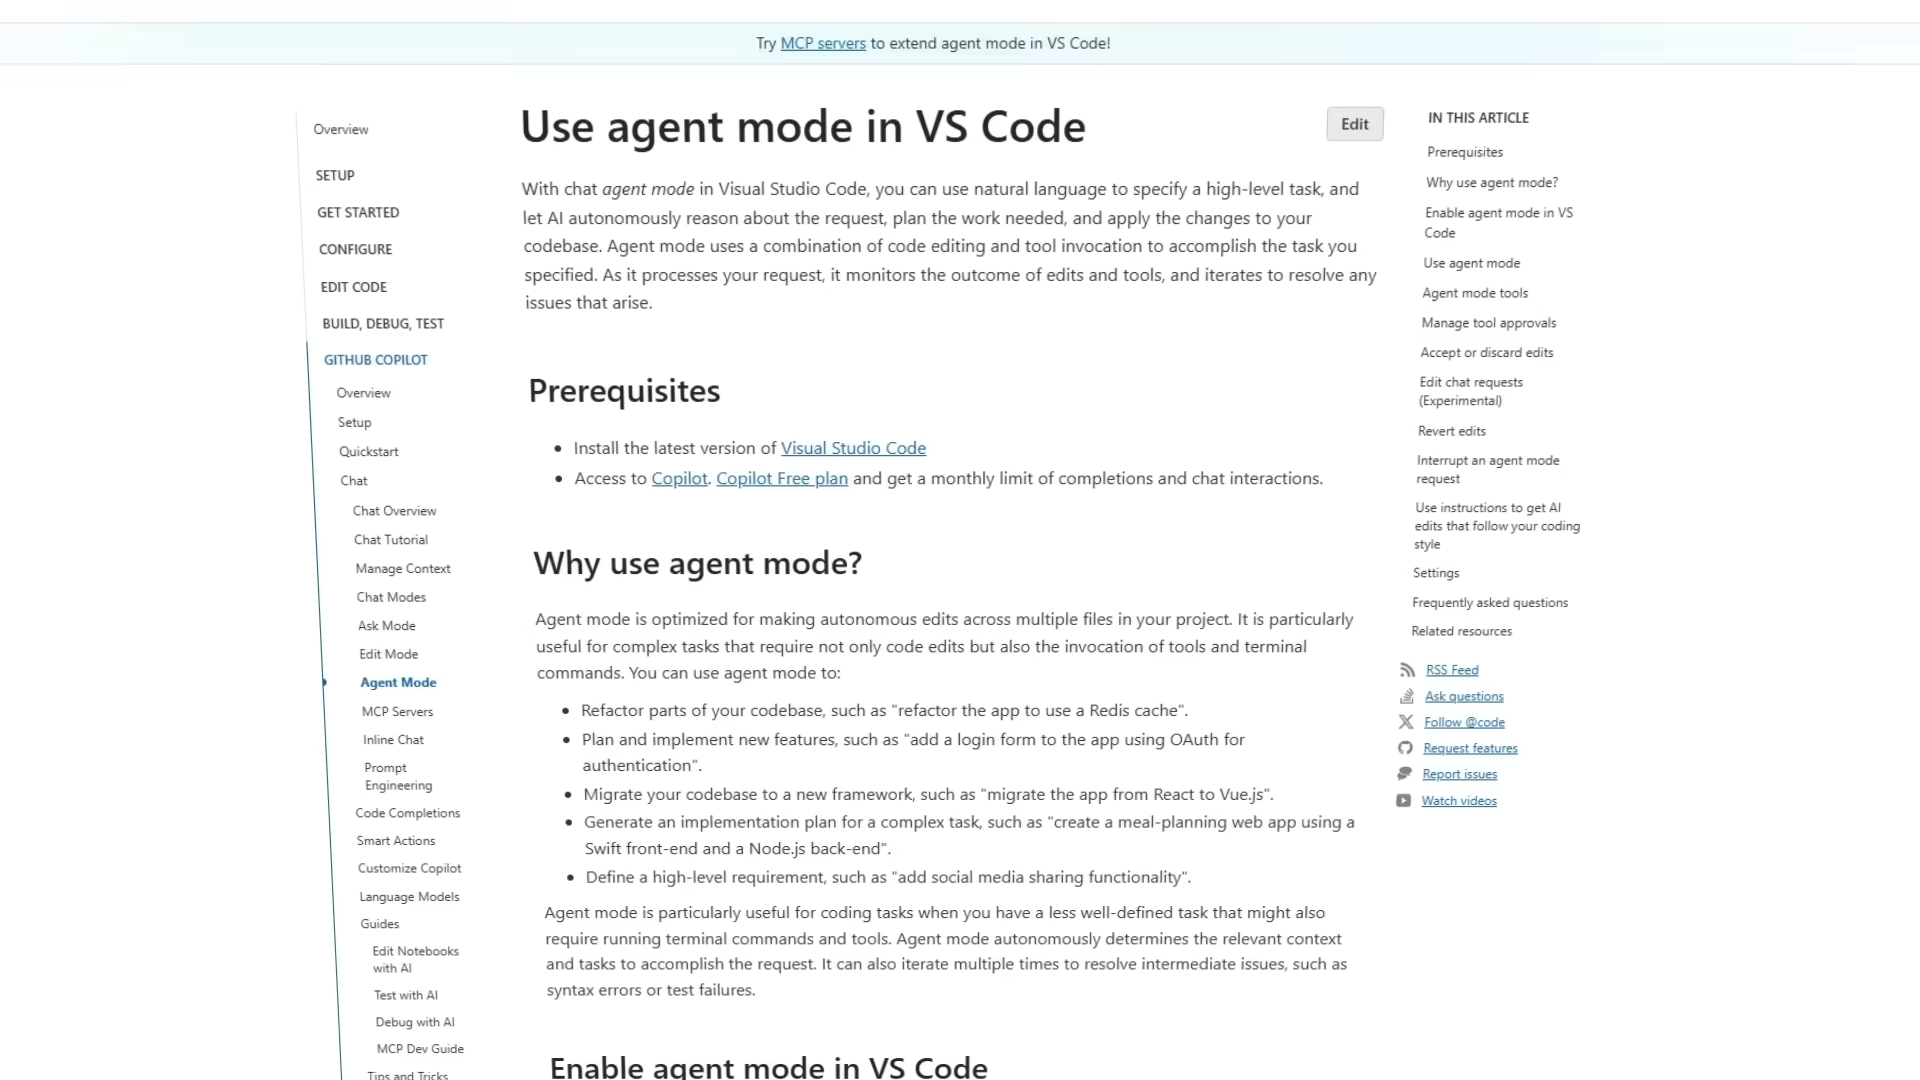 Try MCP servers to extend agent mode in VS Code!
Overview
SETUP
GET STARTED
CONFIGURE
EDIT CODE
BUILD, DEBUG, TEST
GITHUB COPILOT
Overview
Setup
Quickstart
Chat
Chat Overview
Chat Tutorial
Manage Context
Chat Modes
Ask Mode
Edit Mode
Agent Mode
MCP Servers
Inline Chat
Prompt
Engineering
Code Completions
Smart Actions
Customize Copilot
Language Models
Guides
Edit Notebooks
with AI
Test with AI
Debug with AI
MCP Dev Guide
Tips and Tricks
Use agent mode in VS Code
Edit
With chat agent mode in Visual Studio Code, you can use natural language to specify a high-level task, and
let AI autonomously reason about the request, plan the work needed, and apply the changes to your
codebase. Agent mode uses a combination of code editing and tool invocation to accomplish the task you
specified. As it processes your request, it monitors the outcome of edits and tools, and iterates to resolve any
issues that arise.
Prerequisites
• Install the latest version of Visual Studio Code
• Access to Copilot. Copilot Free plan and get a monthly limit of completions and chat interactions.
Why use agent mode?
Agent mode is optimized for making autonomous edits across multiple files in your project. It is particularly
useful for complex tasks that require not only code edits but also the invocation of tools and terminal
commands. You can use agent mode to:
• Refactor parts of your codebase, such as "refactor the app to use a Redis cache".
• Plan and implement new features, such as "add a login form to the app using OAuth for
authentication".
• Migrate your codebase to a new framework, such as "migrate the app from React to Vue.js".
• Generate an implementation plan for a complex task, such as "create a meal-planning web app using a
Swift front-end and a Node.js back-end".
• Define a high-level requirement, such as "add social media sharing functionality".
Agent mode is particularly useful for coding tasks when you have a less well-defined task that might also
require running terminal commands and tools. Agent mode autonomously determines the relevant context
and tasks to accomplish the request. It can also iterate multiple times to resolve intermediate issues, such as
syntax errors or test failures.
Enable agent mode in VS Code
IN THIS ARTICLE
Prerequisites
Why use agent mode?
Enable agent mode in VS
Code
Use agent mode
Agent mode tools
Manage tool approvals
Accept or discard edits
Edit chat requests
(Experimental)
Revert edits
Interrupt an agent mode
request
Use instructions to get AI
edits that follow your coding
style
Settings
Frequently asked questions
Related resources
RSS Feed
Ask questions
Follow @code
Request features
Report issues
Watch videos